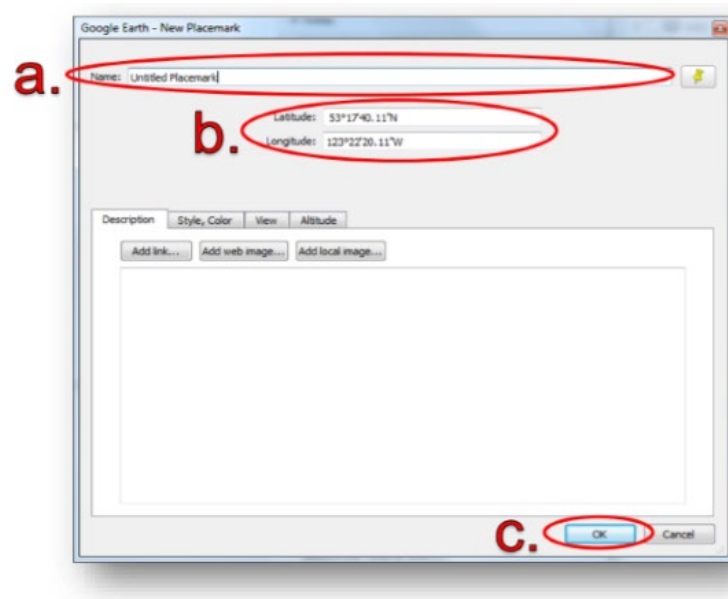 Google Earth - New Placemark
a.
Name: Untitled Placemark
b.
Latitude: 53°17'40.11"N
Longitude: 123°22'20.11"W
Description Style, Color View Altitude
Add link... Add web image... Add local image...
c.
OK Cancel